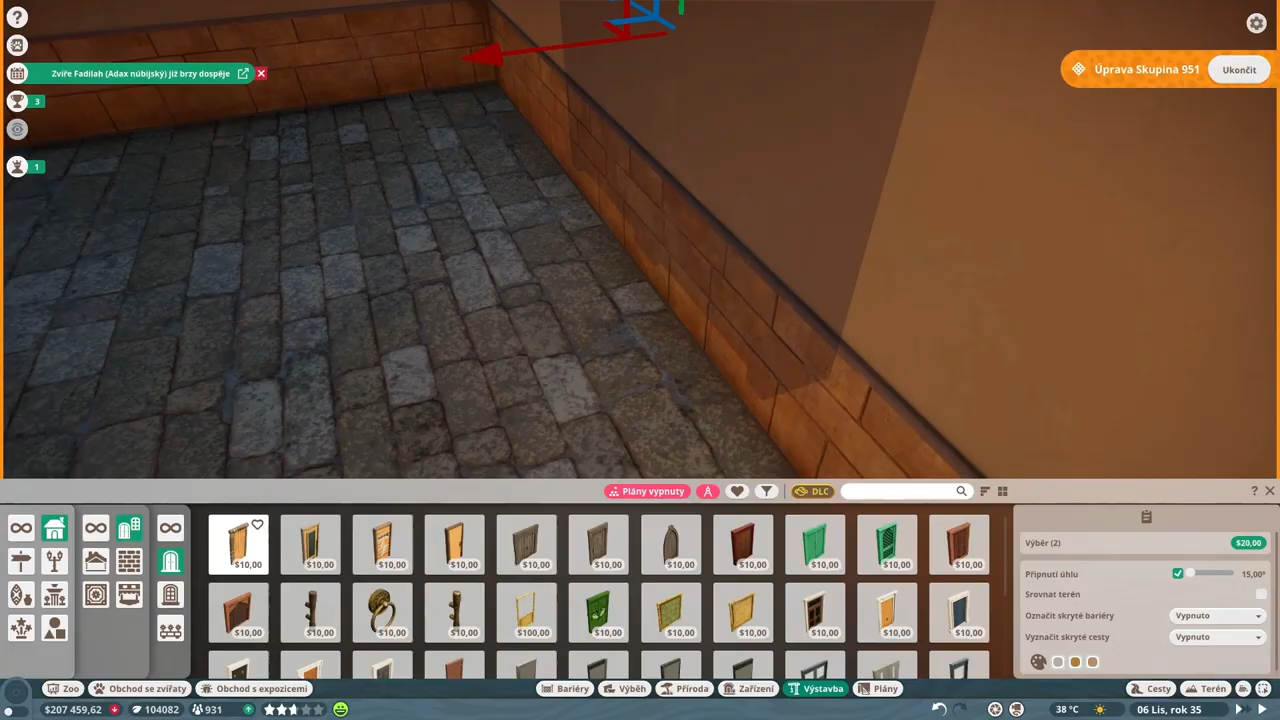 ?
Zvíře Fadilah (Adax núbijský) již brzy dospěje
3
1
Úprava Skupina 951
Ukončit
Plány vypnuty
DLC
?
$10,00 $10,00 $10,00 $10,00 $10,00 $10,00 $10,00 $10,00 $10,00 $10,00 $10,00
$10,00 $10,00 $10,00 $10,00 $100,00 $10,00 $10,00 $10,00 $10,00 $10,00 $10,00
Výběr (2)
$20,00
Připnutí úhlu
15,00°
Srovnat terén
Označit skryté bariéry
Vypnuto
Vyznačit skryté cesty
Vypnuto
Zoo
Obchod se zvířaty
Obchod s expozicemi
Bariéry
Výběh
Příroda
Zařízení
Výstavba
Plány
Cesty
Terén
$207 459,62
104082
931
38 °C
06 Lis, rok 35